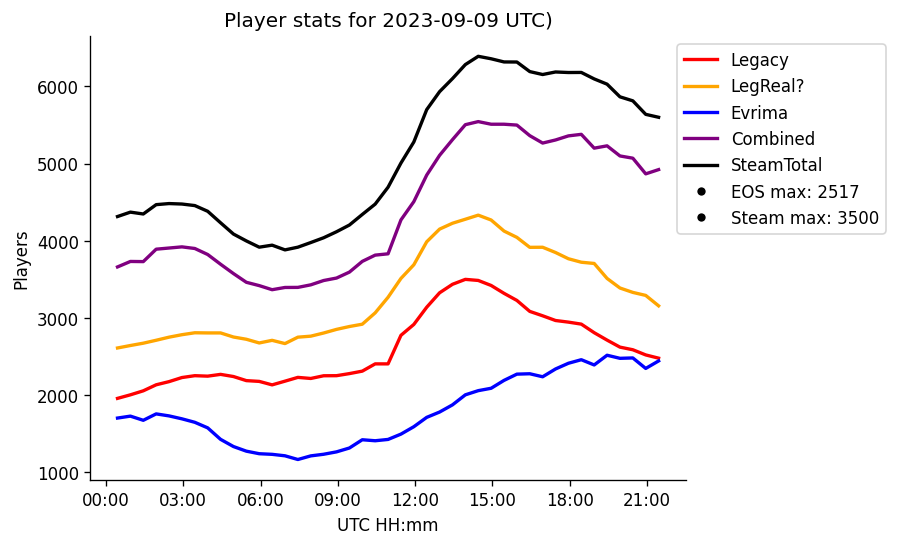 Player stats for 2023-09-09 UTC)
Legacy
LegReal?
Evrima
Combined
SteamTotal
EOS max: 2517
Steam max: 3500
Players
6000
5000
4000
3000
2000
1000
00:00 03:00 06:00 09:00 12:00 15:00 18:00 21:00
UTC HH:mm